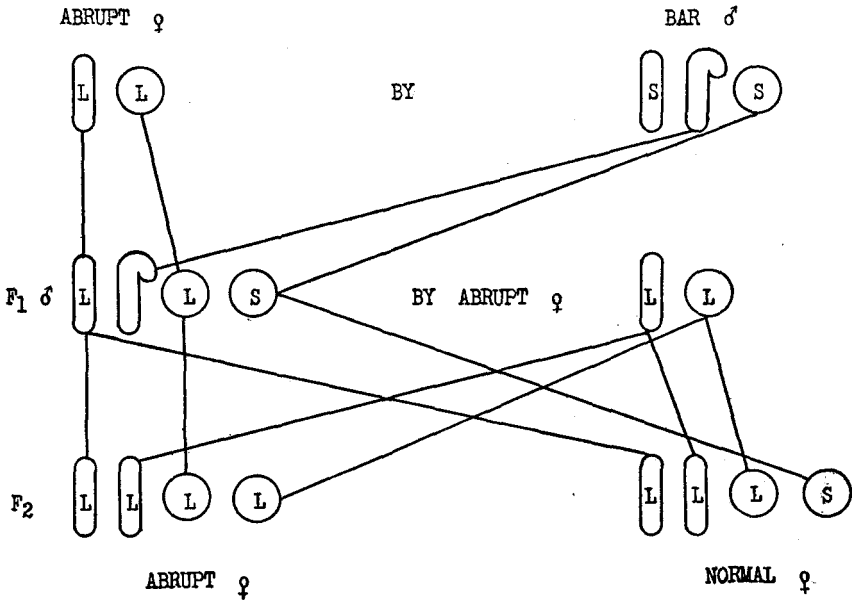 ABRUPT ♀ BAR ♂
L L BY S S
F1 ♂ L L S BY ABRUPT ♀ L L
F2 L L L L L L L S
ABRUPT ♀ NORMAL ♀